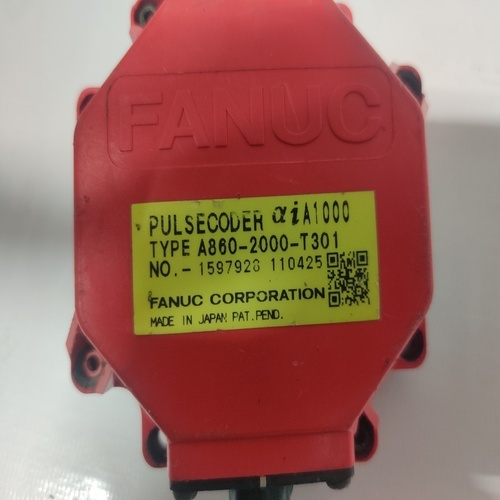 FANUC
PULSECODER αiA1000
TYPE A860-2000-T301
NO.- 1597928 110425
FANUC CORPORATION
MADE IN JAPAN PAT.PEND.